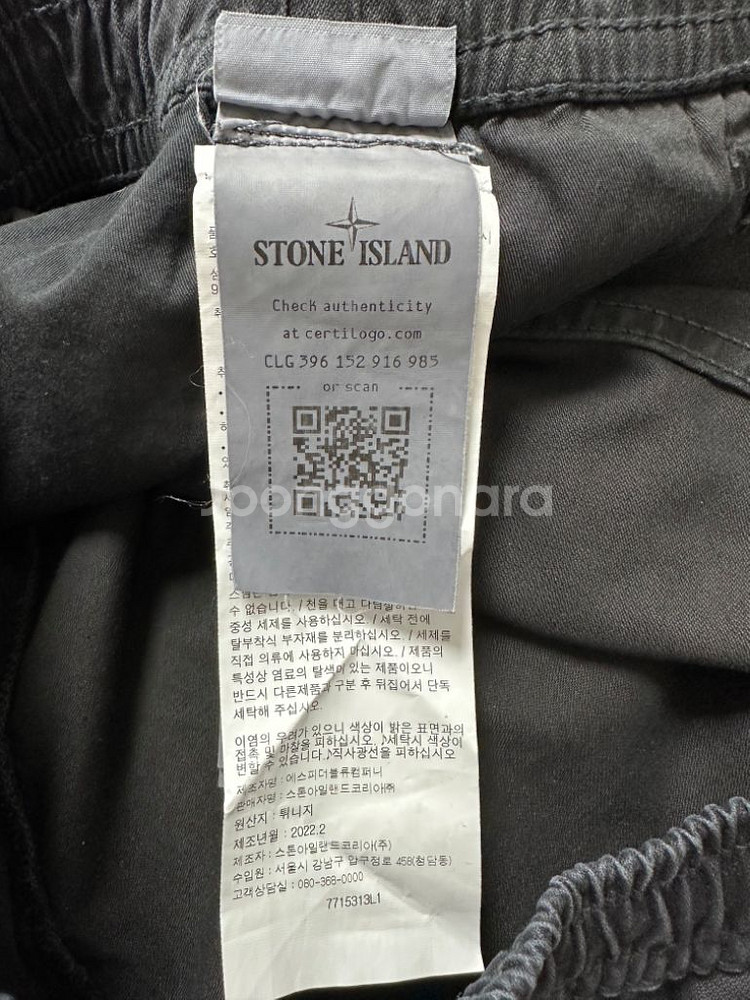 STONE ISLAND
Check authenticity
at certilogo.com
CLG 396 152 916 985
or scan
joonggonara
수 없습니다. / 천을 대고 다림질하
중성 세제를 사용하십시오. / 세탁 전에
탈부착식 부자재를 분리하십시오. / 세제를
직접 의류에 사용하지 마십시오. / 제품의
특성상 염료의 탈색이 있는 제품이오니
반드시 다른제품과 구분 후 뒤집어서 단독
세탁해 주십시오.
이염의 우려가 있으니 색상이 밝은 표면과의
접촉 및 마찰을 피하십시오. 세탁시 색상이
변할 수 있습니다. 직사광선을 피하십시오
제조자명 : 에스피더블류컴퍼니
판매자명 : 스톤아일랜드코리아㈜
원산지 : 튀니지
제조년월 : 2022.2
제조자 : 스톤아일랜드코리아(주)
수입원 : 서울시 강남구 압구정로 458(청담동)
고객상담실 : 080-368-0000
7715313L1